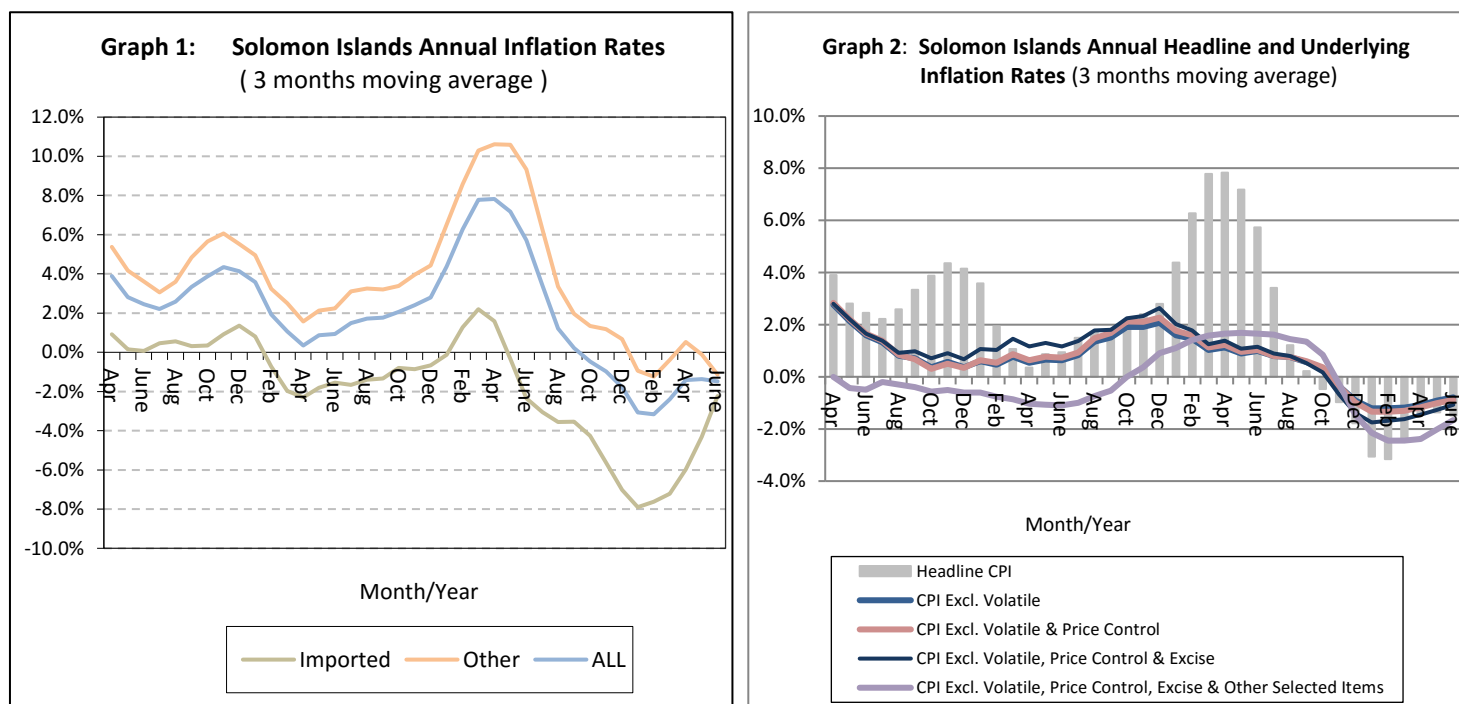 Graph 1: Solomon Islands Annual Inflation Rates
( 3 months moving average )
12.0%
10.0%
8.0%
6.0%
4.0%
2.0%
0.0%
-2.0%
-4.0%
-6.0%
-8.0%
-10.0%
Apr
June
Aug
Oct
Dec
Feb
Apr
June
Aug
Oct
Dec
Feb
Apr
June
Aug
Oct
Dec
Feb
Apr
June
Month/Year
Imported Other ALL
Graph 2: Solomon Islands Annual Headline and Underlying
Inflation Rates (3 months moving average)
10.0%
8.0%
6.0%
4.0%
2.0%
0.0%
-2.0%
-4.0%
Apr
June
Aug
Oct
Dec
Feb
Apr
June
Aug
Oct
Dec
Feb
Apr
June
Aug
Oct
Dec
Feb
Apr
June
Month/Year
Headline CPI
CPI Excl. Volatile
CPI Excl. Volatile & Price Control
CPI Excl. Volatile, Price Control & Excise
CPI Excl. Volatile, Price Control, Excise & Other Selected Items